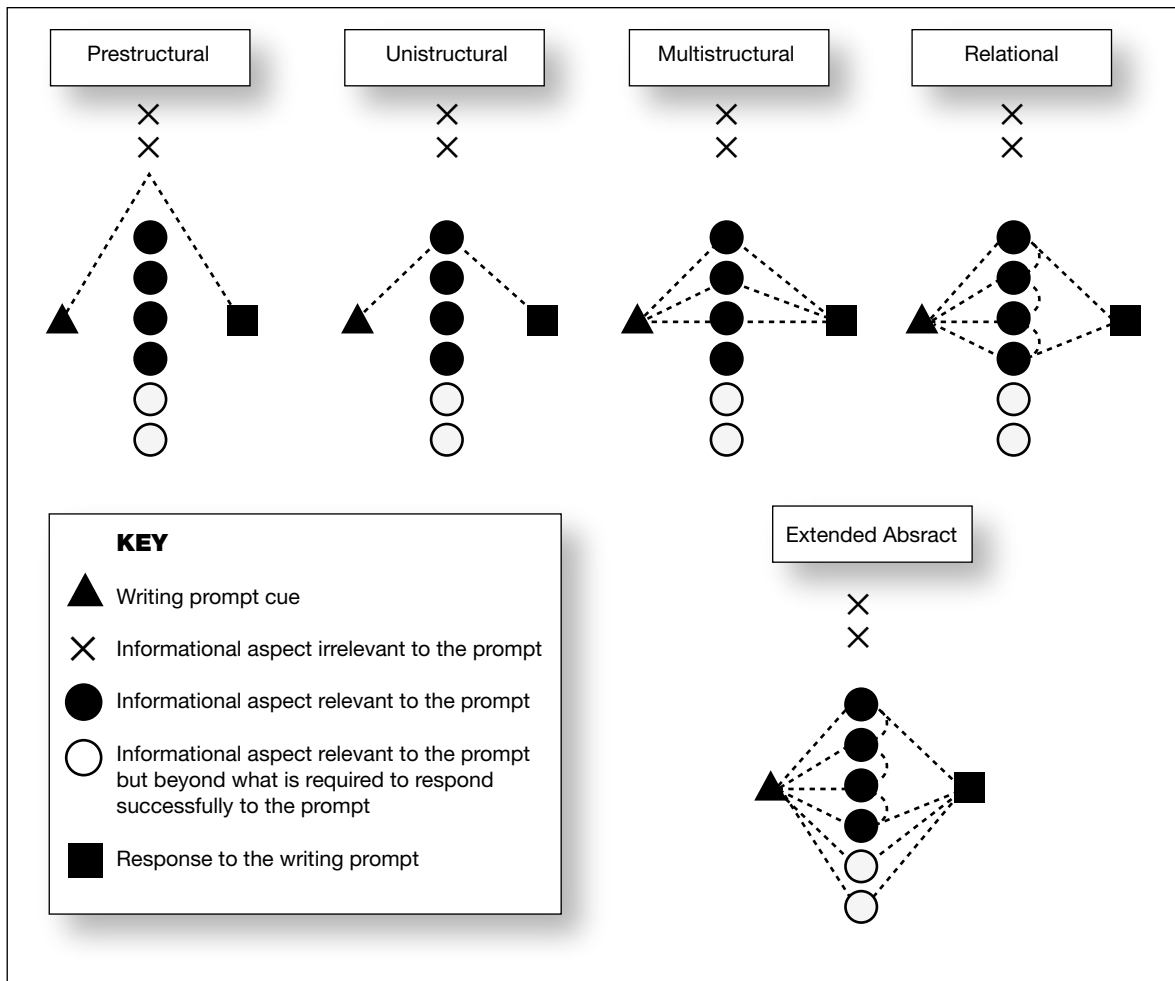 Prestructural
Unistructural
Multistructural
Relational
KEY
Writing prompt cue
Informational aspect irrelevant to the prompt
Informational aspect relevant to the prompt
Informational aspect relevant to the prompt
but beyond what is required to respond
successfully to the prompt
Response to the writing prompt
Extended Absract